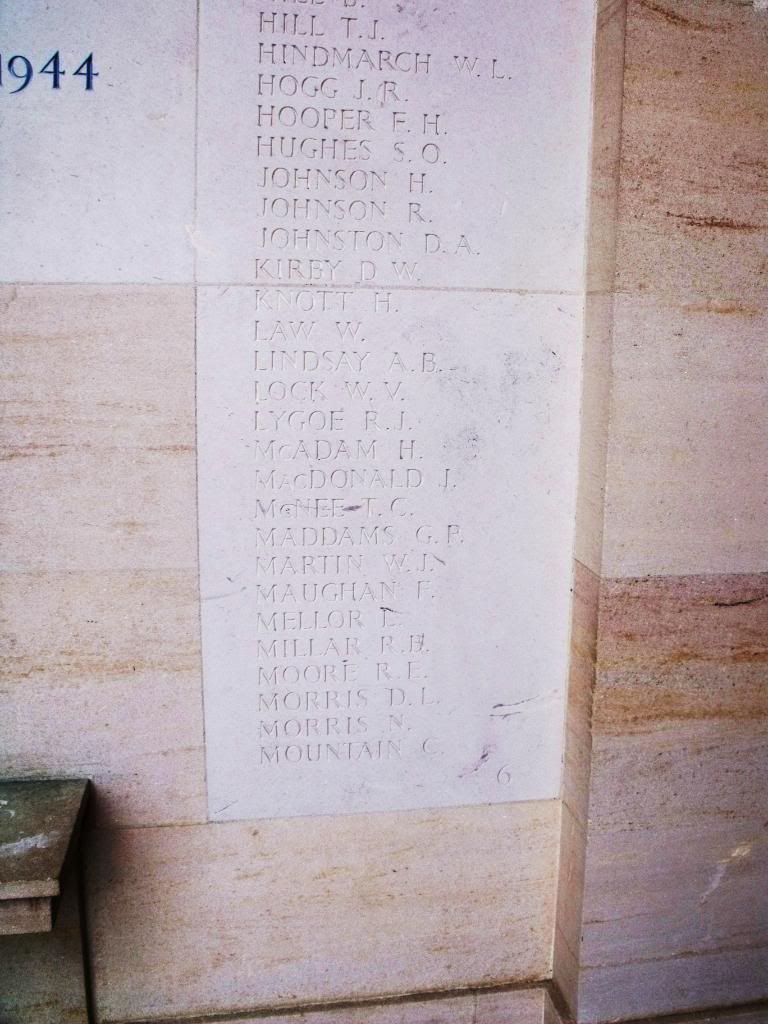 1944
HILL T. J.
HINDMARCH W. L.
HOGG J. R.
HOOPER F. H.
HUGHES S. O.
JOHNSON H.
JOHNSON R.
JOHNSTON D. A.
KIRBY D. W.
KNOTT H.
LAW W.
LINDSAY A. B.
LOCK W. V.
LYGOE R. J.
McADAM H.
MacDONALD J.
McNEE T. C.
MADDAMS G. P.
MARTIN W. J.
MAUGHAN F.
MELLOR
MILLAR R. B.
MOORE R. E.
MORRIS D. L.
MORRIS N.
MOUNTAIN C.
6